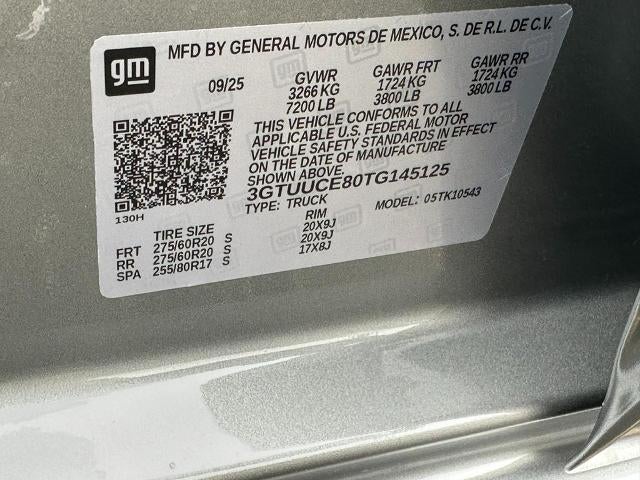 gm
MFD BY GENERAL MOTORS DE MEXICO, S. DE R.L. DE C.V.
09/25 GVWR GAWR FRT GAWR RR
3266 KG 1724 KG 1724 KG
7200 LB 3800 LB 3800 LB
THIS VEHICLE CONFORMS TO ALL
APPLICABLE U.S. FEDERAL MOTOR
VEHICLE SAFETY STANDARDS IN EFFECT
ON THE DATE OF MANUFACTURE
SHOWN ABOVE.
3GTUUCE80TG145125
TYPE: TRUCK MODEL: 05TK10543
130H
TIRE SIZE RIM
FRT 275/60R20 S 20X9J
RR 275/60R20 S 20X9J
SPA 255/80R17 S 17X8J